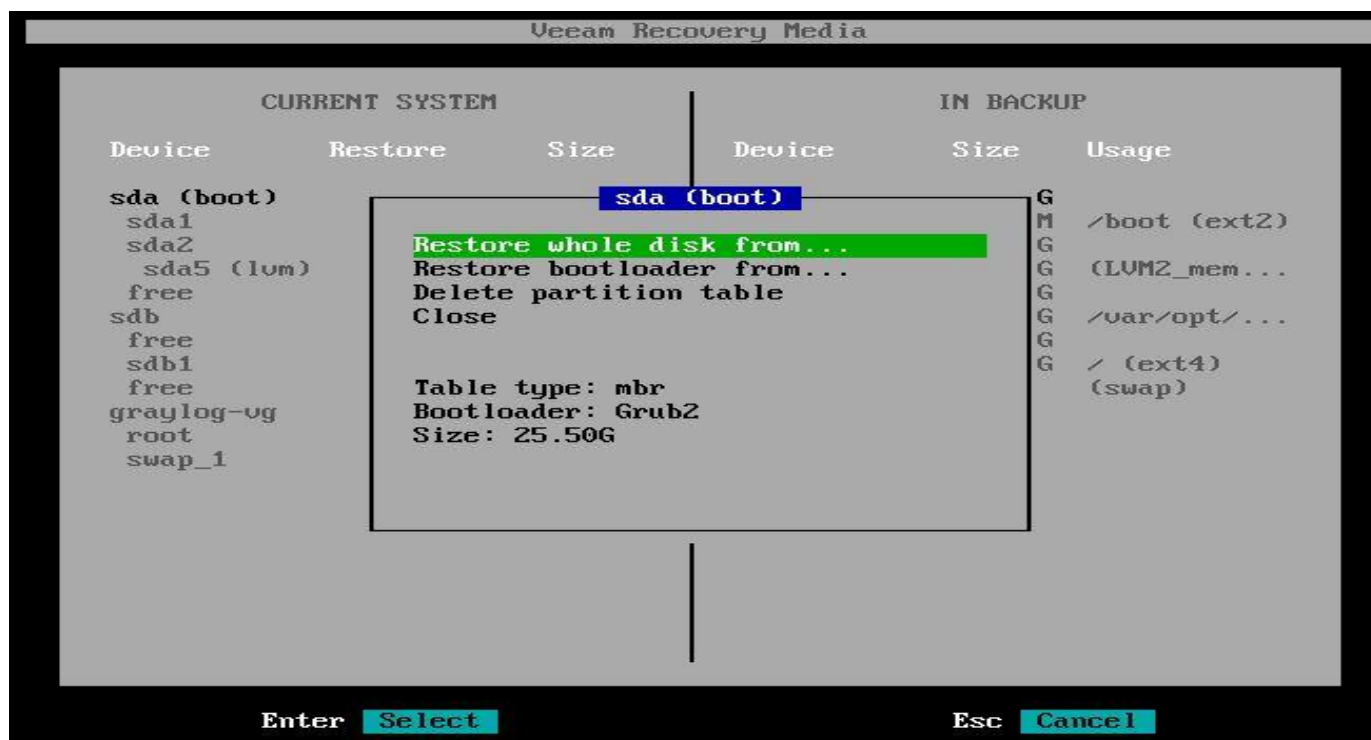 Veeam Recovery Media
CURRENT SYSTEM IN BACKUP
Device Restore Size Device Size Usage
sda (boot) sda (boot) G
sda1 M /boot (ext2)
sda2 Restore whole disk from... G
sda5 (lvm) Restore bootloader from... G (LVM2_mem...
free Delete partition table G
sdb Close G /var/opt/...
free G
sdb1 G / (ext4)
free Table type: mbr (swap)
graylog-vg Bootloader: Grub2
root Size: 25.50G
swap_1
Enter Select Esc Cancel